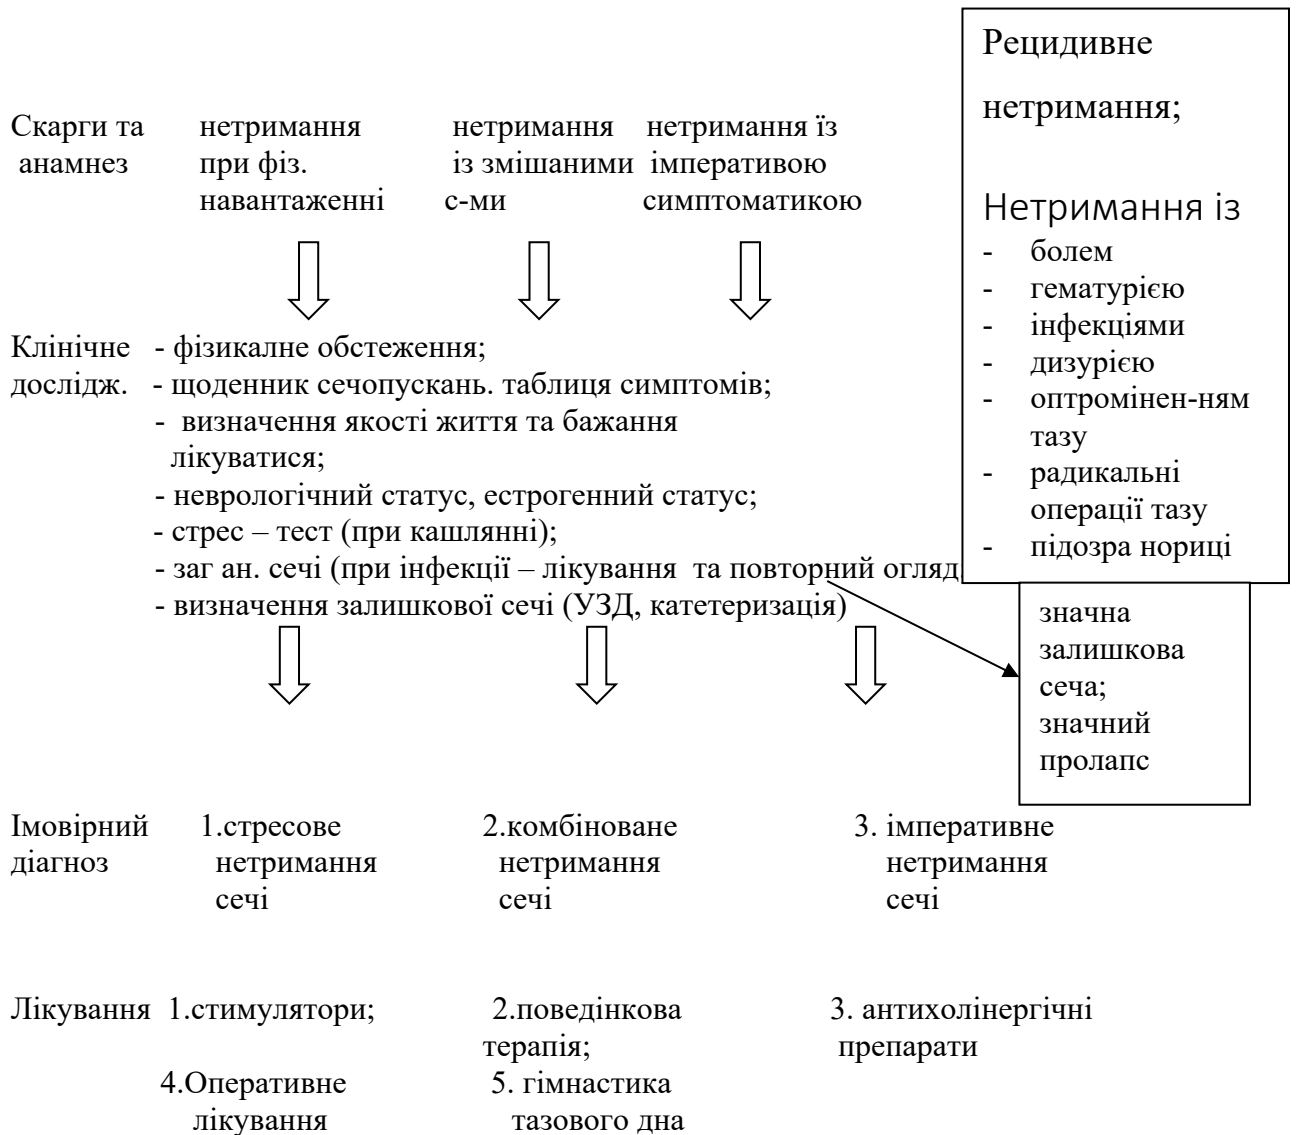 Рецидивне
нетримання;
Нетримання із
- болем
- гематурією
- інфекціями
- дизурією
- оптромінен-ням
тазу
- радикальні
операції тазу
- підозра нориці
Скарги та
анамнез
нетримання
при фіз.
навантаженні
нетримання
із змішаними
с-ми
нетримання їз
імперативою
симптоматикою
Клінічне
дослідж.
- фізикалне обстеження;
- щоденник сечопускань. таблиця симптомів;
- визначення якості життя та бажання
лікуватися;
- неврологічний статус, естрогенний статус;
- стрес – тест (при кашлянні);
- заг ан. сечі (при інфекції – лікування та повторний огляд
- визначення залишкової сечі (УЗД, катетеризація)
значна
залишкова
сеча;
значний
пролапс
Імовірний
діагноз
1.стресове
нетримання
сечі
2.комбіноване
нетримання
сечі
3. імперативне
нетримання
сечі
Лікування
1.стимулятори;
2.поведінкова
терапія;
3. антихолінергічні
препарати
4.Оперативне
лікування
5. гімнастика
тазового дна